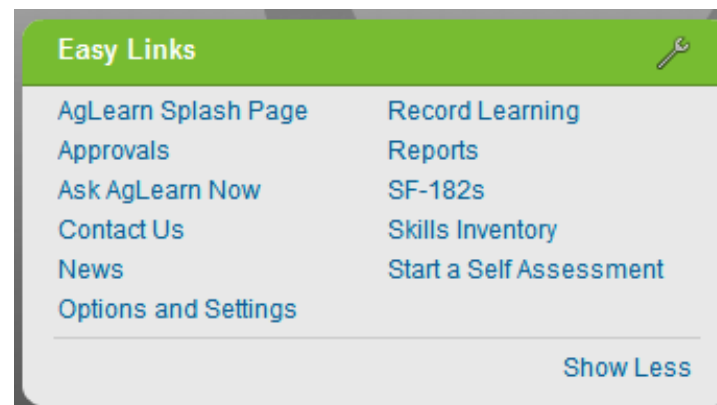 Easy Links
AgLearn Splash Page
Approvals
Ask AgLearn Now
Contact Us
News
Options and Settings
Record Learning
Reports
SF-182s
Skills Inventory
Start a Self Assessment
Show Less